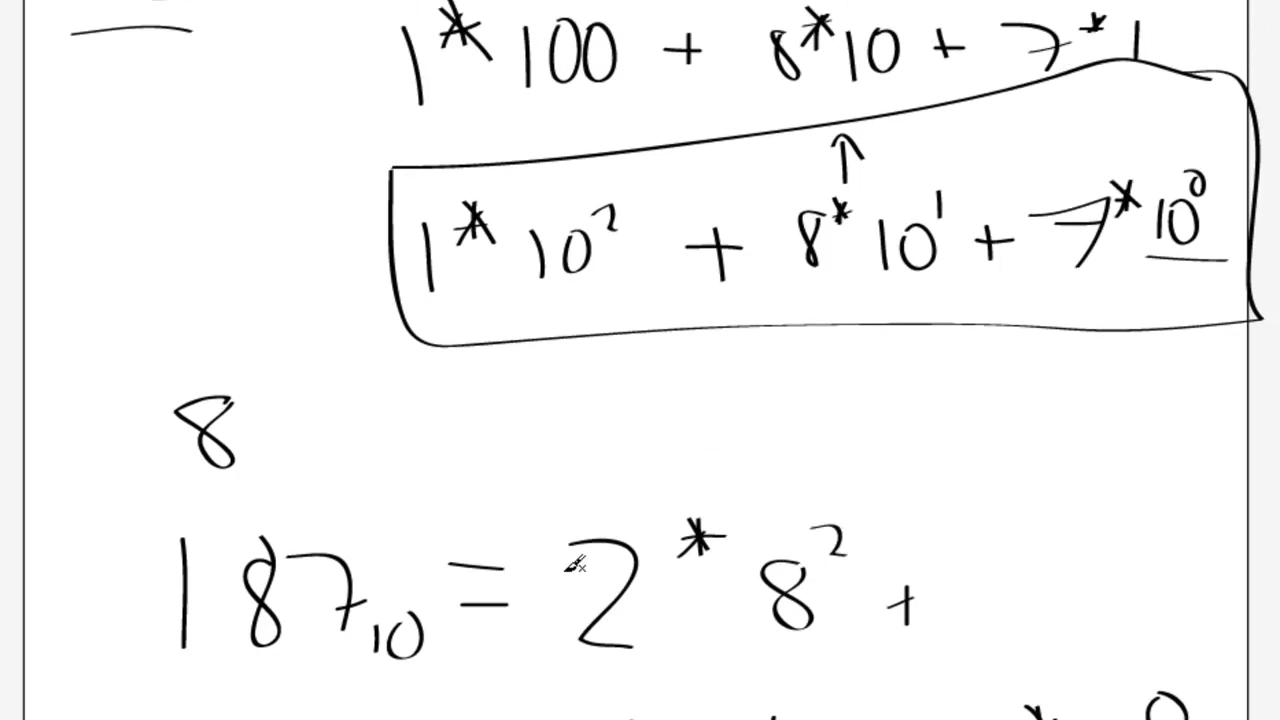 1*100 + 8*10 + 7*1
1*10² + 8*10¹ + 7*10⁰
8
187₁₀ = 2*8² +